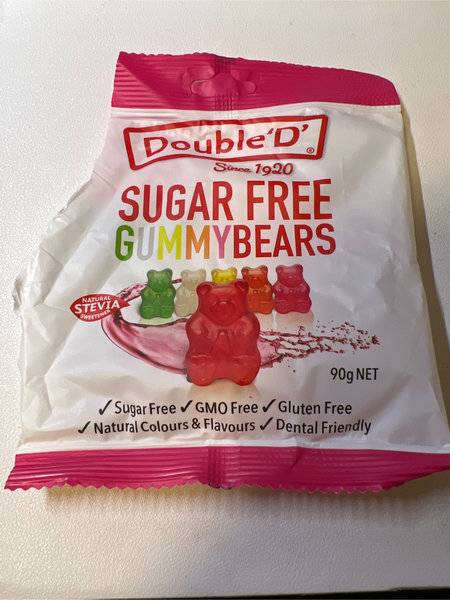 Double 'D'®
Since 1920
SUGAR FREE
GUMMYBEARS
NATURAL
STEVIA
SWEETENER
90g NET
✓ Sugar Free ✓ GMO Free ✓ Gluten Free
✓ Natural Colours & Flavours ✓ Dental Friendly